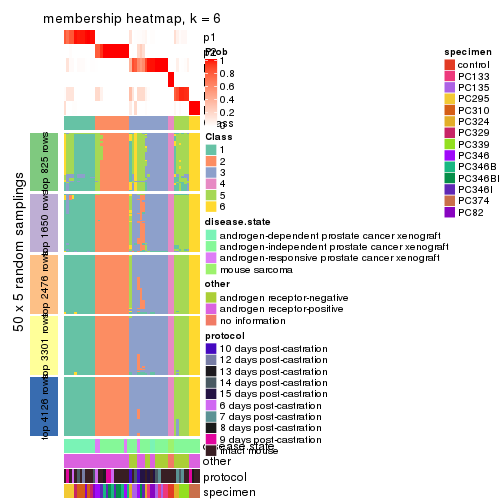 membership heatmap, k = 6
p1
p2
Prob
1
0.8
0.6
0.4
0.2
0
Class
Class
1
2
3
4
5
6
disease.state
androgen-dependent prostate cancer xenograft
androgen-independent prostate cancer xenograft
androgen-responsive prostate cancer xenograft
mouse sarcoma
other
androgen receptor-negative
androgen receptor-positive
no information
protocol
10 days post-castration
12 days post-castration
13 days post-castration
14 days post-castration
15 days post-castration
6 days post-castration
7 days post-castration
8 days post-castration
9 days post-castration
intact mouse
specimen
control
PC133
PC135
PC295
PC310
PC324
PC329
PC339
PC346
PC346B
PC346BI
PC346I
PC374
PC82
50 x 5 random samplings
top 825 rows
top 1650 rows
top 2476 rows
top 3301 rows
top 4126 rows
disease.state
other
protocol
specimen